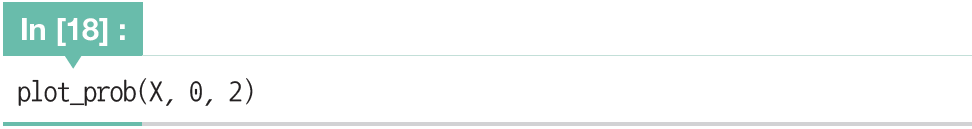 In [18] :
plot_prob(X, 0, 2)